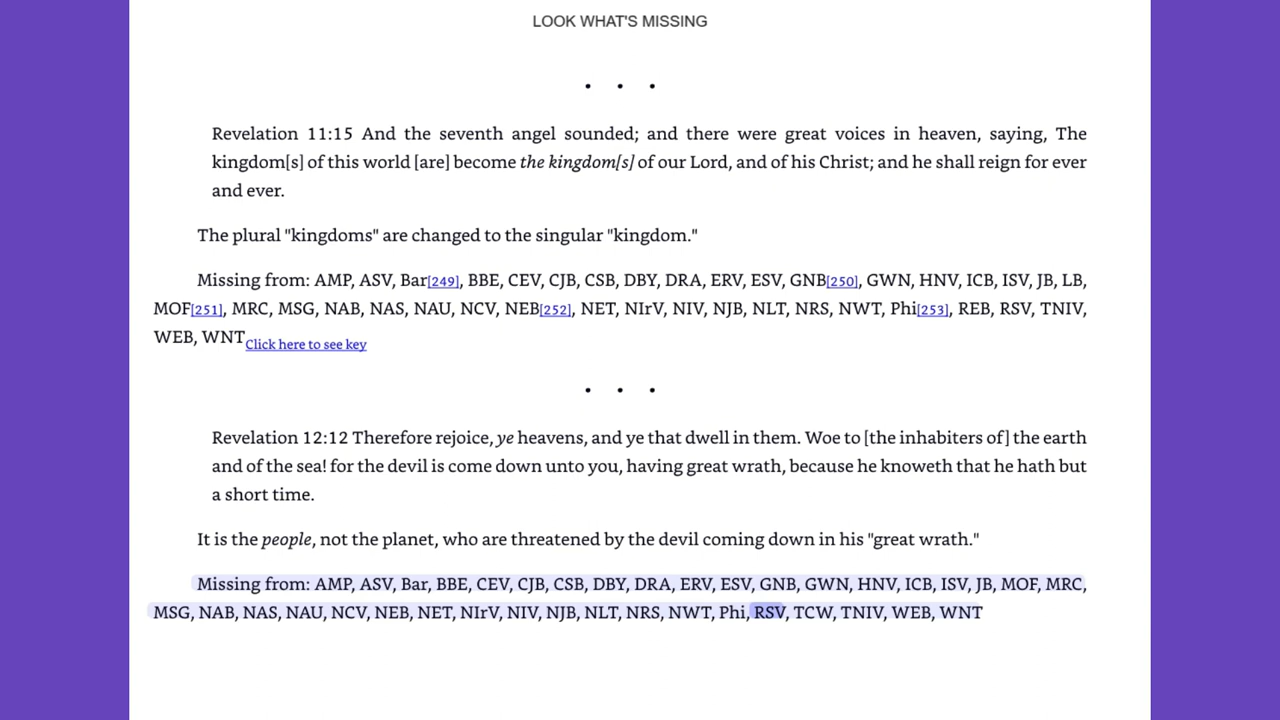 LOOK WHAT'S MISSING
• • •
Revelation 11:15 And the seventh angel sounded; and there were great voices in heaven, saying, The
kingdom[s] of this world [are] become the kingdom[s] of our Lord, and of his Christ; and he shall reign for ever
and ever.
The plural "kingdoms" are changed to the singular "kingdom."
Missing from: AMP, ASV, Bar[249], BBE, CEV, CJB, CSB, DBY, DRA, ERV, ESV, GNB[250], GWN, HNV, ICB, ISV, JB, LB,
MOF[251], MRC, MSG, NAB, NAS, NAU, NCV, NEB[252], NET, NIrV, NIV, NJB, NLT, NRS, NWT, Phi[253], REB, RSV, TNIV,
WEB, WNT Click here to see key
• • •
Revelation 12:12 Therefore rejoice, ye heavens, and ye that dwell in them. Woe to [the inhabiters of] the earth
and of the sea! for the devil is come down unto you, having great wrath, because he knoweth that he hath but
a short time.
It is the people, not the planet, who are threatened by the devil coming down in his "great wrath."
Missing from: AMP, ASV, Bar, BBE, CEV, CJB, CSB, DBY, DRA, ERV, ESV, GNB, GWN, HNV, ICB, ISV, JB, MOF, MRC,
MSG, NAB, NAS, NAU, NCV, NEB, NET, NIrV, NIV, NJB, NLT, NRS, NWT, Phi, RSV, TCW, TNIV, WEB, WNT